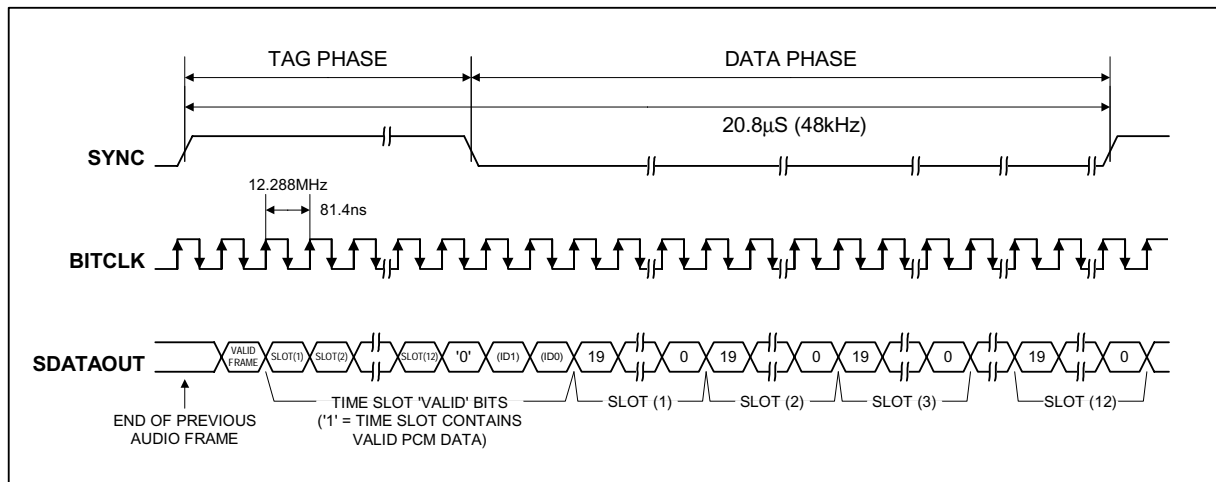 TAG PHASE
DATA PHASE
20.8µS (48kHz)
SYNC
12.288MHz
81.4ns
BITCLK
SDATAOUT
VALID
FRAME
SLOT(1)
SLOT(2)
SLOT(12)
'0'
(ID1)
(ID0)
19
0
19
0
19
0
19
0
END OF PREVIOUS
AUDIO FRAME
TIME SLOT 'VALID' BITS
('1' = TIME SLOT CONTAINS
VALID PCM DATA)
SLOT (1)
SLOT (2)
SLOT (3)
SLOT (12)